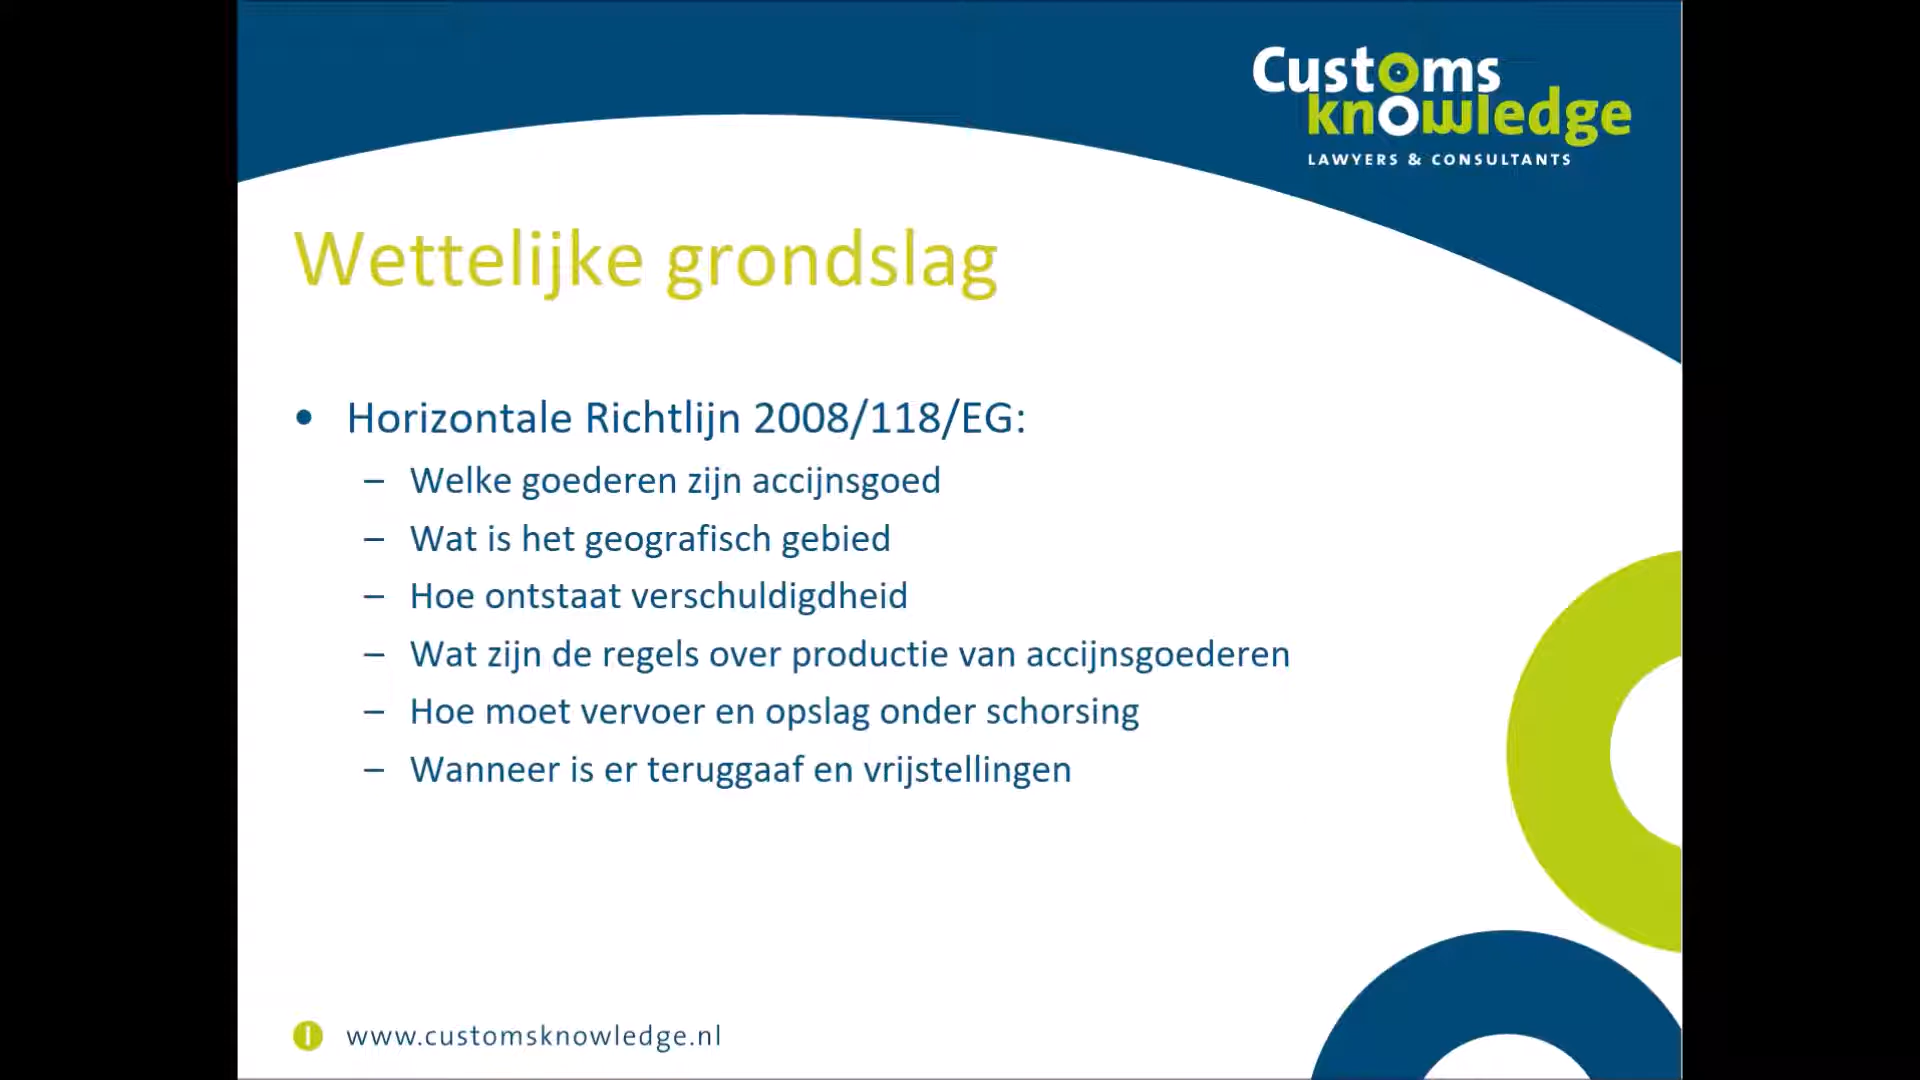 Customs
knowledge
LAWYERS & CONSULTANTS
Wettelijke grondslag
• Horizontale Richtlijn 2008/118/EG:
– Welke goederen zijn accijnsgoed
– Wat is het geografisch gebied
– Hoe ontstaat verschuldigdheid
– Wat zijn de regels over productie van accijnsgoederen
– Hoe moet vervoer en opslag onder schorsing
– Wanneer is er teruggaaf en vrijstellingen
www.customsknowledge.nl